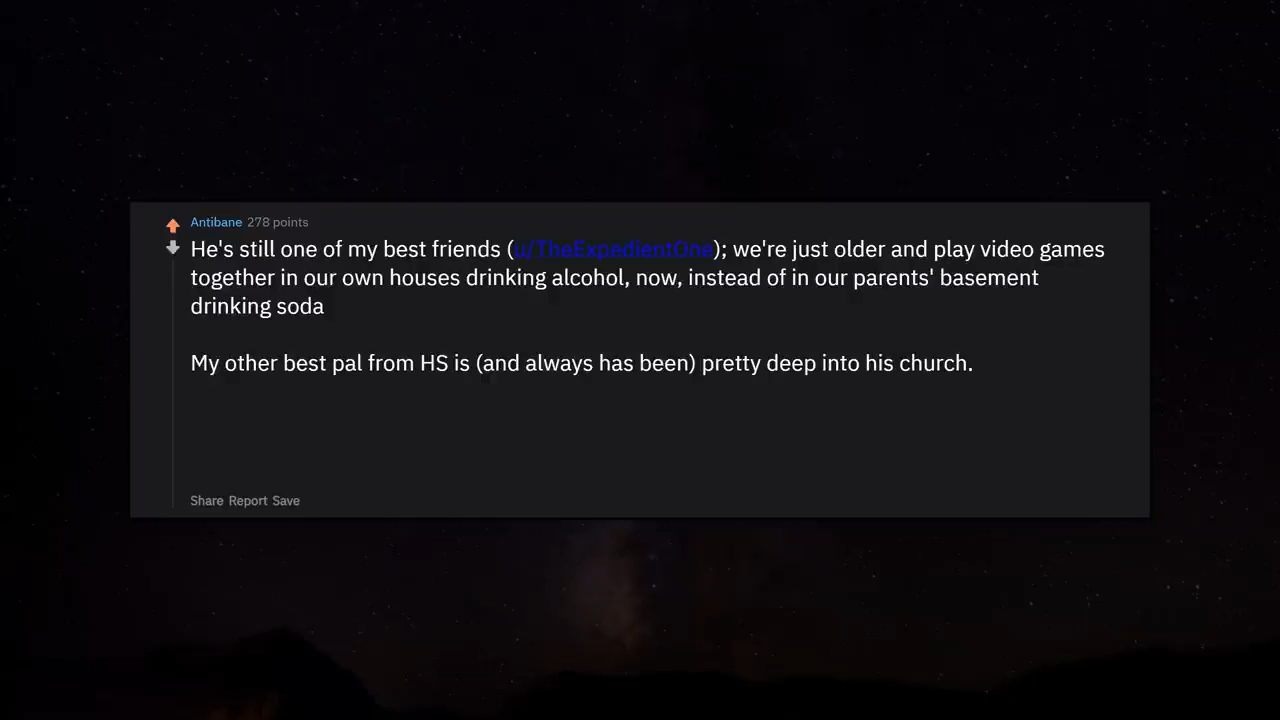 Antibane 278 points
He's still one of my best friends (u/TheExpedientOne); we're just older and play video games
together in our own houses drinking alcohol, now, instead of in our parents' basement
drinking soda
My other best pal from HS is (and always has been) pretty deep into his church.
Share Report Save